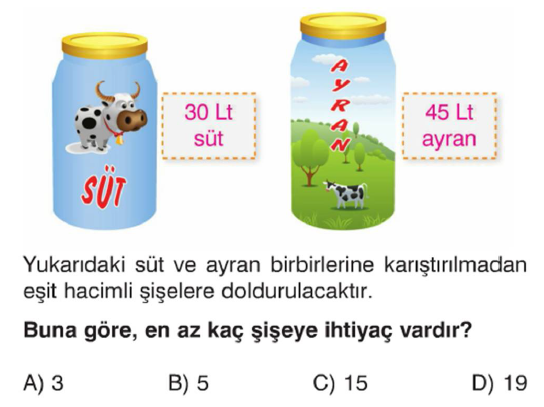 AYRAN
30 Lt
süt
45 Lt
ayran
SÜT
Yukarıdaki süt ve ayran birbirlerine karıştırılmadan
eşit hacimli şişelere doldurulacaktır.
Buna göre, en az kaç şişeye ihtiyaç vardır?
A) 3 B) 5 C) 15 D) 19